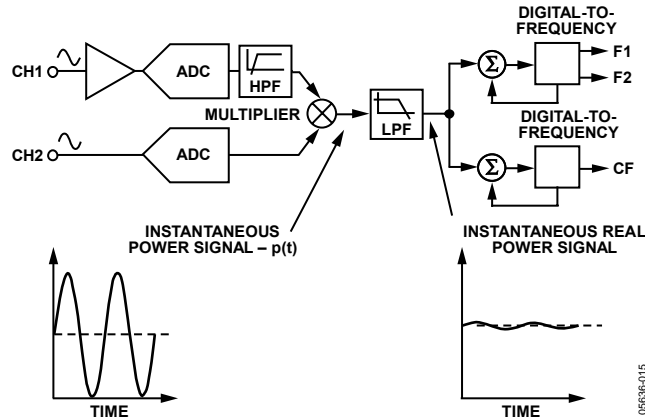 DIGITAL-TO-
FREQUENCY
F1
F2
CH1
ADC
HPF
MULTIPLIER
Σ
LPF
DIGITAL-TO-
FREQUENCY
CH2
ADC
Σ
CF
INSTANTANEOUS
POWER SIGNAL – p(t)
INSTANTANEOUS REAL
POWER SIGNAL
TIME
TIME
05636-015